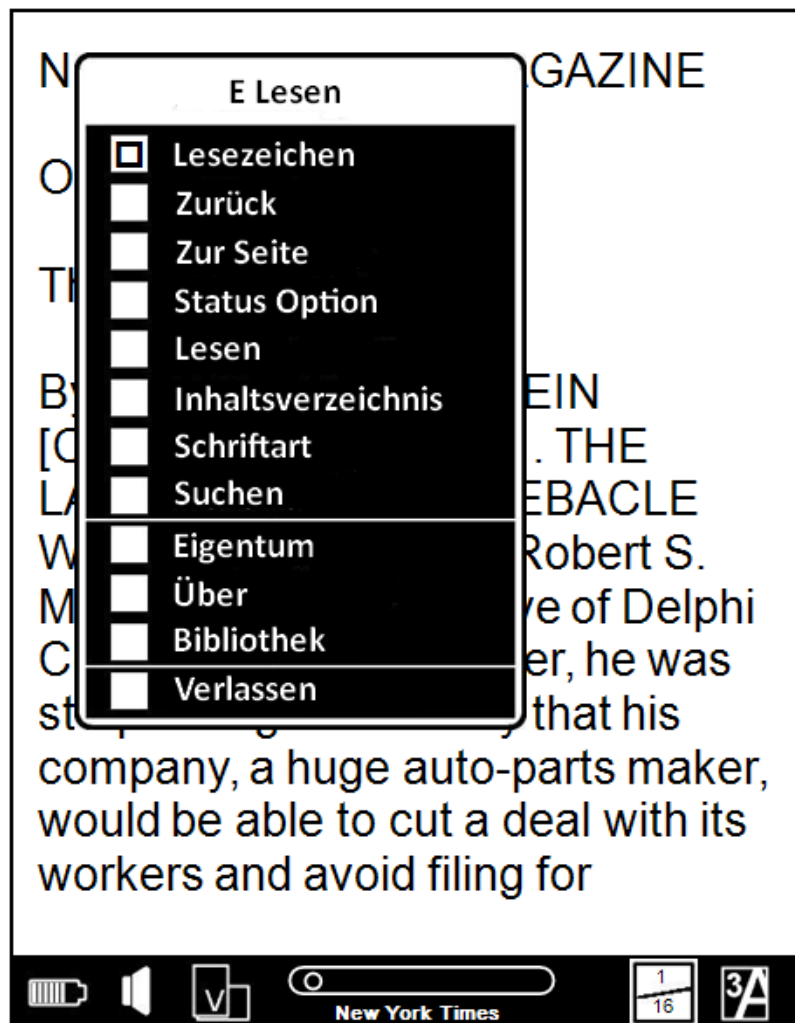 N GAZINE
E Lesen
Lesezeichen
O
Zurück
Zur Seite
Th
Status Option
Lesen
By EIN
Inhaltsverzeichnis
[C . THE
Schriftart
LA EBACLE
Suchen
W Robert S.
Eigentum
M ve of Delphi
Über
C er, he was
Bibliothek
st that his
Verlassen
company, a huge auto-parts maker,
would be able to cut a deal with its
workers and avoid filing for
V
New York Times
1
16
3A